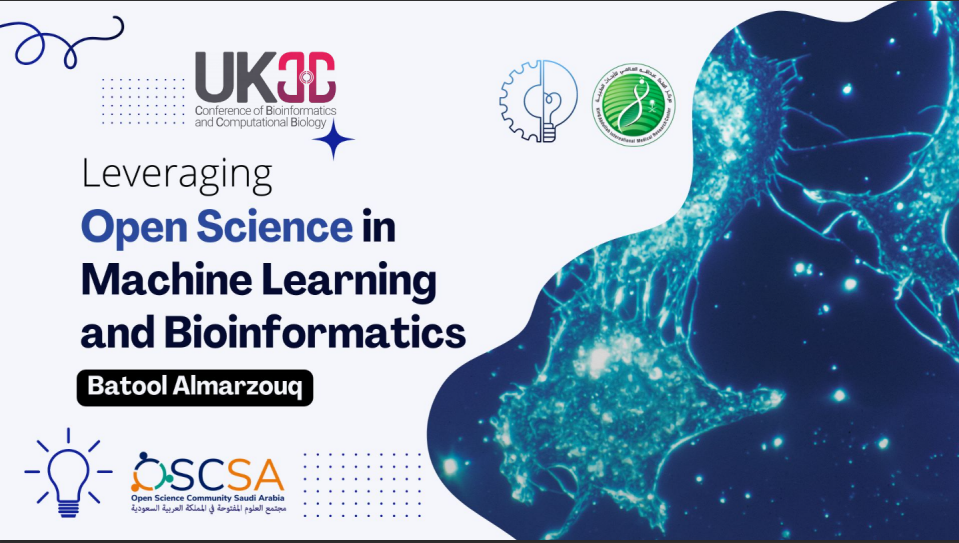 UKBCB
Conference of Bioinformatics
and Computational Biology
Leveraging
Open Science in
Machine Learning
and Bioinformatics
Batool Almarzouq
OSCSA
Open Science Community Saudi Arabia
مجتمع العلوم المفتوحة في المملكة العربية السعودية